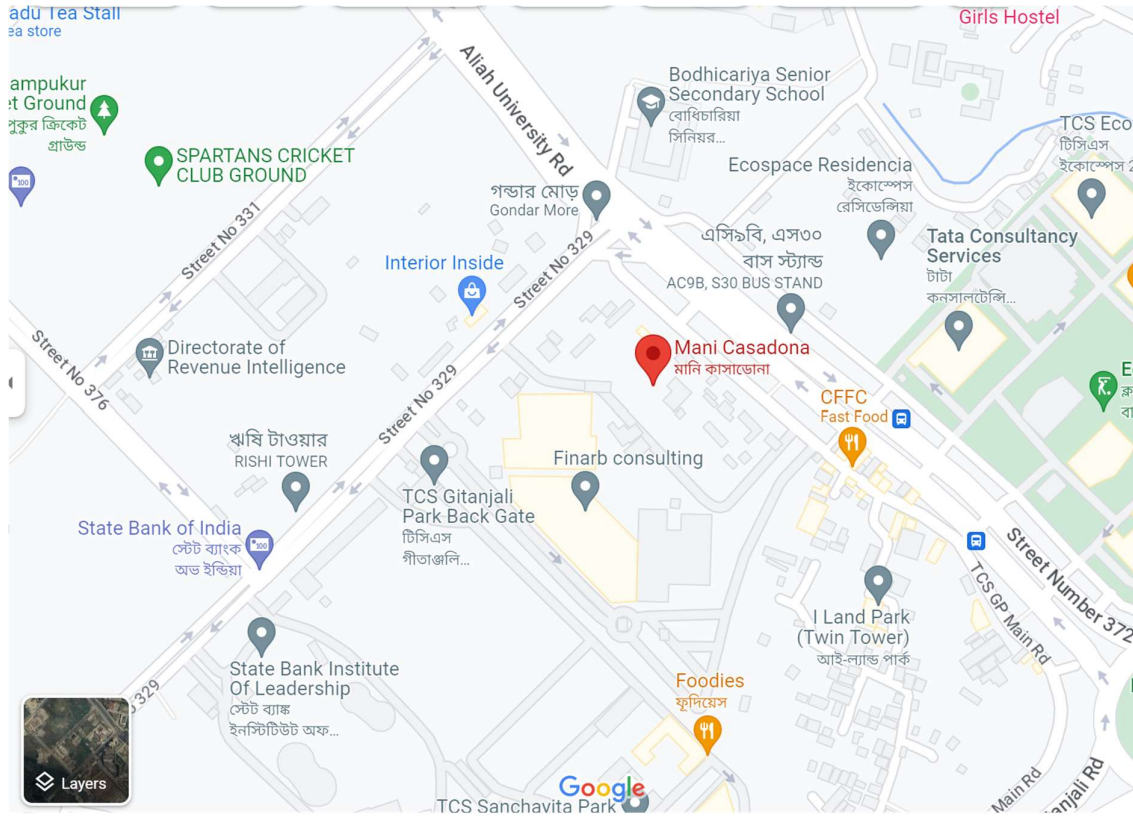 adu Tea Stall
ea store
Girls Hostel
Aliah University Rd
Bodhicariya Senior
Secondary School
বোধিচারিয়া
সিনিয়র...
ampukur
et Ground
পুকুর ক্রিকেট
গ্রাউন্ড
SPARTANS CRICKET
CLUB GROUND
TCS Eco
টিসিএস
ইকোস্পেস 2
Ecospace Residencia
ইকোস্পেস
রেসিডেন্সিয়া
গন্ডার মোড়
Gondar More
Street No 331
Street No 329
এসি৯বি, এস৩০
বাস স্ট্যান্ড
AC9B, S30 BUS STAND
Tata Consultancy
Services
টাটা
কনসালটেন্সি...
Interior Inside
Directorate of
Revenue Intelligence
Street No 376
Mani Casadona
মানি কাসাডোনা
Street No 329
CFFC
Fast Food
ঋষি টাওয়ার
RISHI TOWER
Finarb consulting
TCS Gitanjali
Park Back Gate
টিসিএস
গীতাঞ্জলি...
State Bank of India
স্টেট ব্যাংক
অভ ইন্ডিয়া
Street Number 372
TCS GP Main Rd
I Land Park
(Twin Tower)
আই-ল্যান্ড পার্ক
State Bank Institute
Of Leadership
স্টেট ব্যাঙ্ক
ইনস্টিটিউট অফ...
Foodies
ফূদিয়েস
329
Layers
Google
TCS Sanchavita Park
Main Rd
anjali Rd